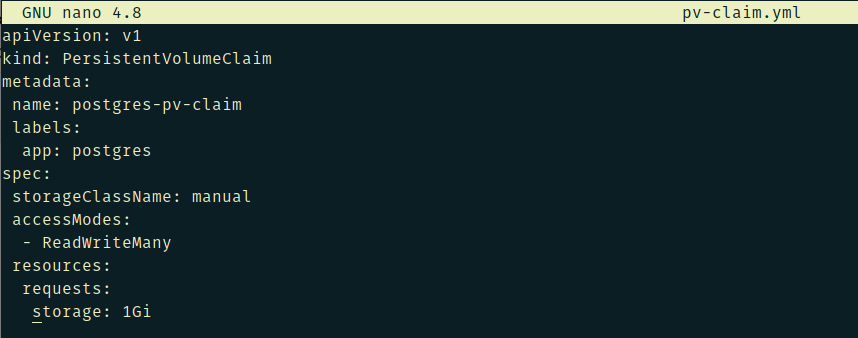 GNU nano 4.8 pv-claim.yml
apiVersion: v1
kind: PersistentVolumeClaim
metadata:
 name: postgres-pv-claim
 labels:
  app: postgres
spec:
 storageClassName: manual
 accessModes:
  - ReadWriteMany
 resources:
  requests:
   storage: 1Gi